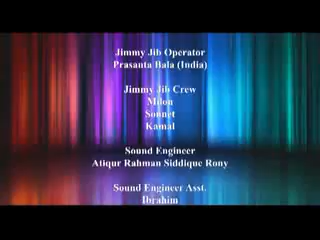 Jimmy Jib Operator
Prasanta Bala (India)
Jimmy Jib Crew
Milon
Sonnet
Kamal
Sound Engineer
Atiqur Rahman Siddique Rony
Sound Engineer Asst.
Ibrahim